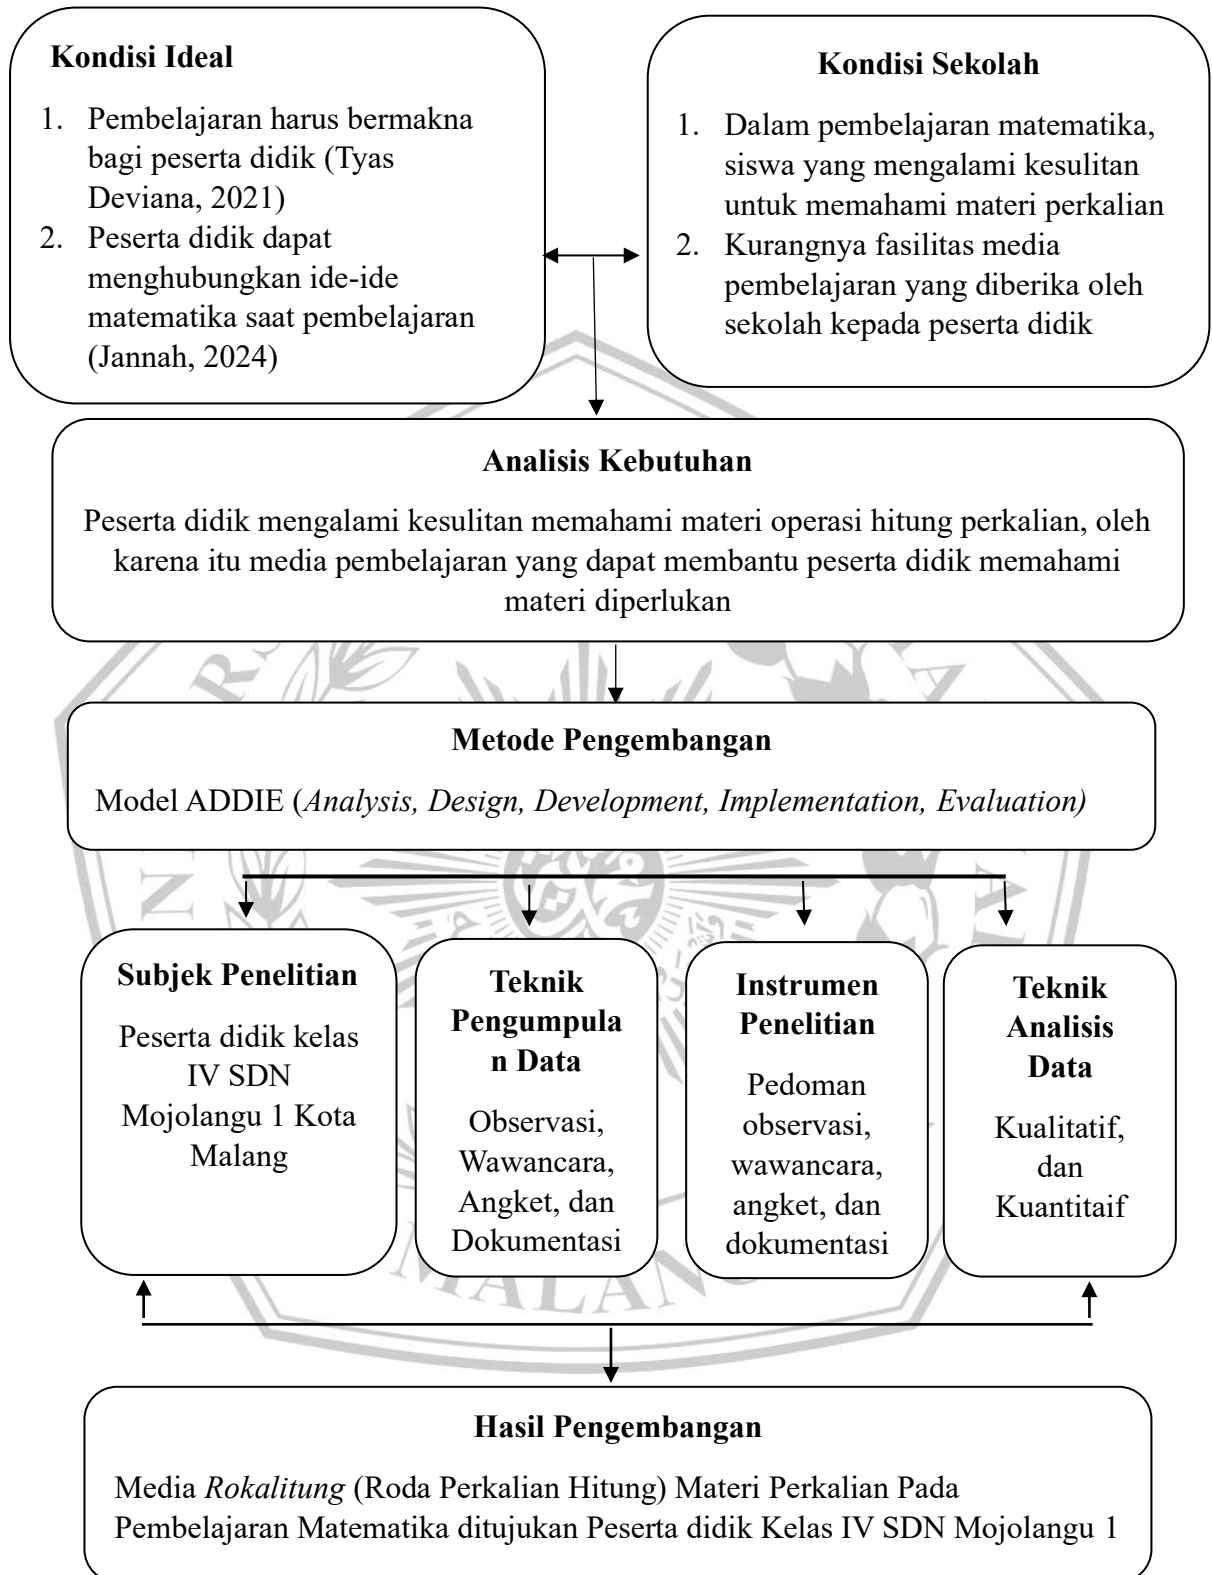 Kondisi Ideal
1. Pembelajaran harus bermakna
bagi peserta didik (Tyas
Deviana, 2021)
2. Peserta didik dapat
menghubungkan ide-ide
matematika saat pembelajaran
(Jannah, 2024)
Kondisi Sekolah
1. Dalam pembelajaran matematika,
siswa yang mengalami kesulitan
untuk memahami materi perkalian
2. Kurangnya fasilitas media
pembelajaran yang diberika oleh
sekolah kepada peserta didik
Analisis Kebutuhan
Peserta didik mengalami kesulitan memahami materi operasi hitung perkalian, oleh
karena itu media pembelajaran yang dapat membantu peserta didik memahami
materi diperlukan
Metode Pengembangan
Model ADDIE (Analysis, Design, Development, Implementation, Evaluation)
Subjek Penelitian
Peserta didik kelas
IV SDN
Mojolangu 1 Kota
Malang
Teknik
Pengumpula
n Data
Observasi,
Wawancara,
Angket, dan
Dokumentasi
Instrumen
Penelitian
Pedoman
observasi,
wawancara,
angket, dan
dokumentasi
Teknik
Analisis
Data
Kualitatif,
dan
Kuantitaif
MALANG
Hasil Pengembangan
Media Rokalitung (Roda Perkalian Hitung) Materi Perkalian Pada
Pembelajaran Matematika ditujukan Peserta didik Kelas IV SDN Mojolangu 1